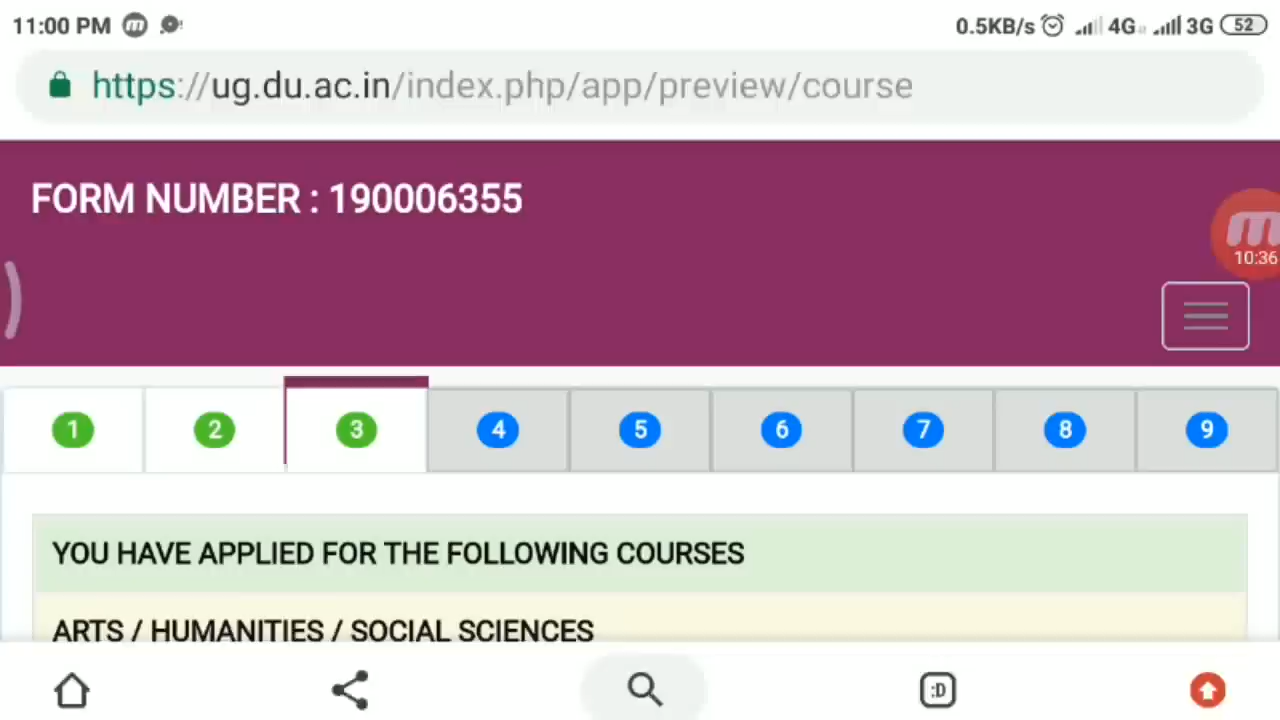 11:00 PM
0.5KB/s 4G 3G 52
https://ug.du.ac.in/index.php/app/preview/course
FORM NUMBER : 190006355
m
10:36
1 2 3 4 5 6 7 8 9
YOU HAVE APPLIED FOR THE FOLLOWING COURSES
ARTS / HUMANITIES / SOCIAL SCIENCES
:D